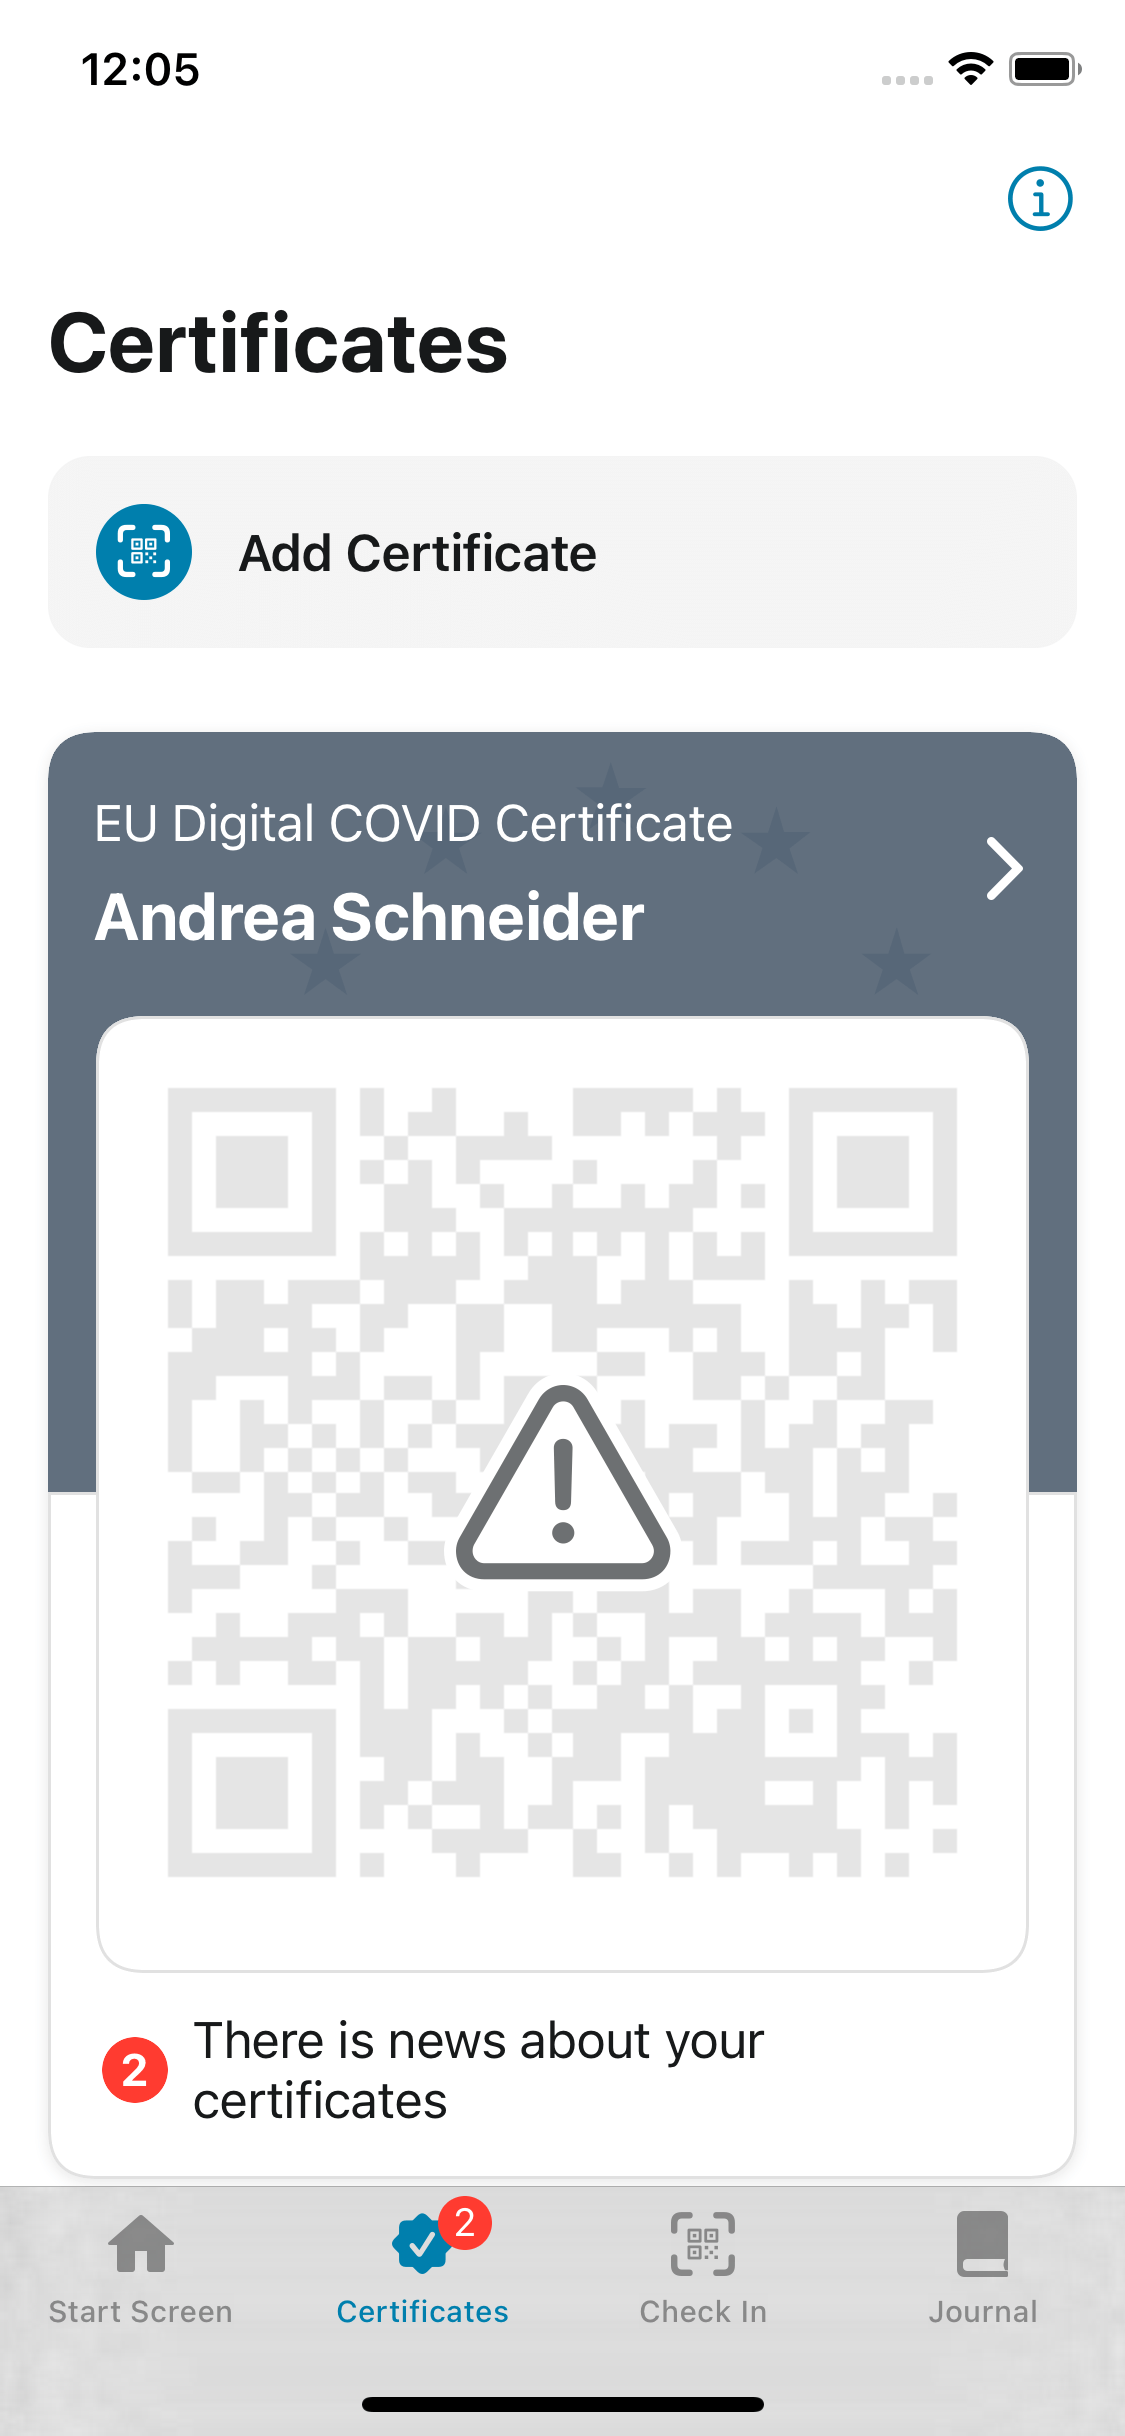 12:05
Certificates
Add Certificate
EU Digital COVID Certificate
Andrea Schneider
2
There is news about your
certificates
2
Start Screen
Certificates
Check In
Journal